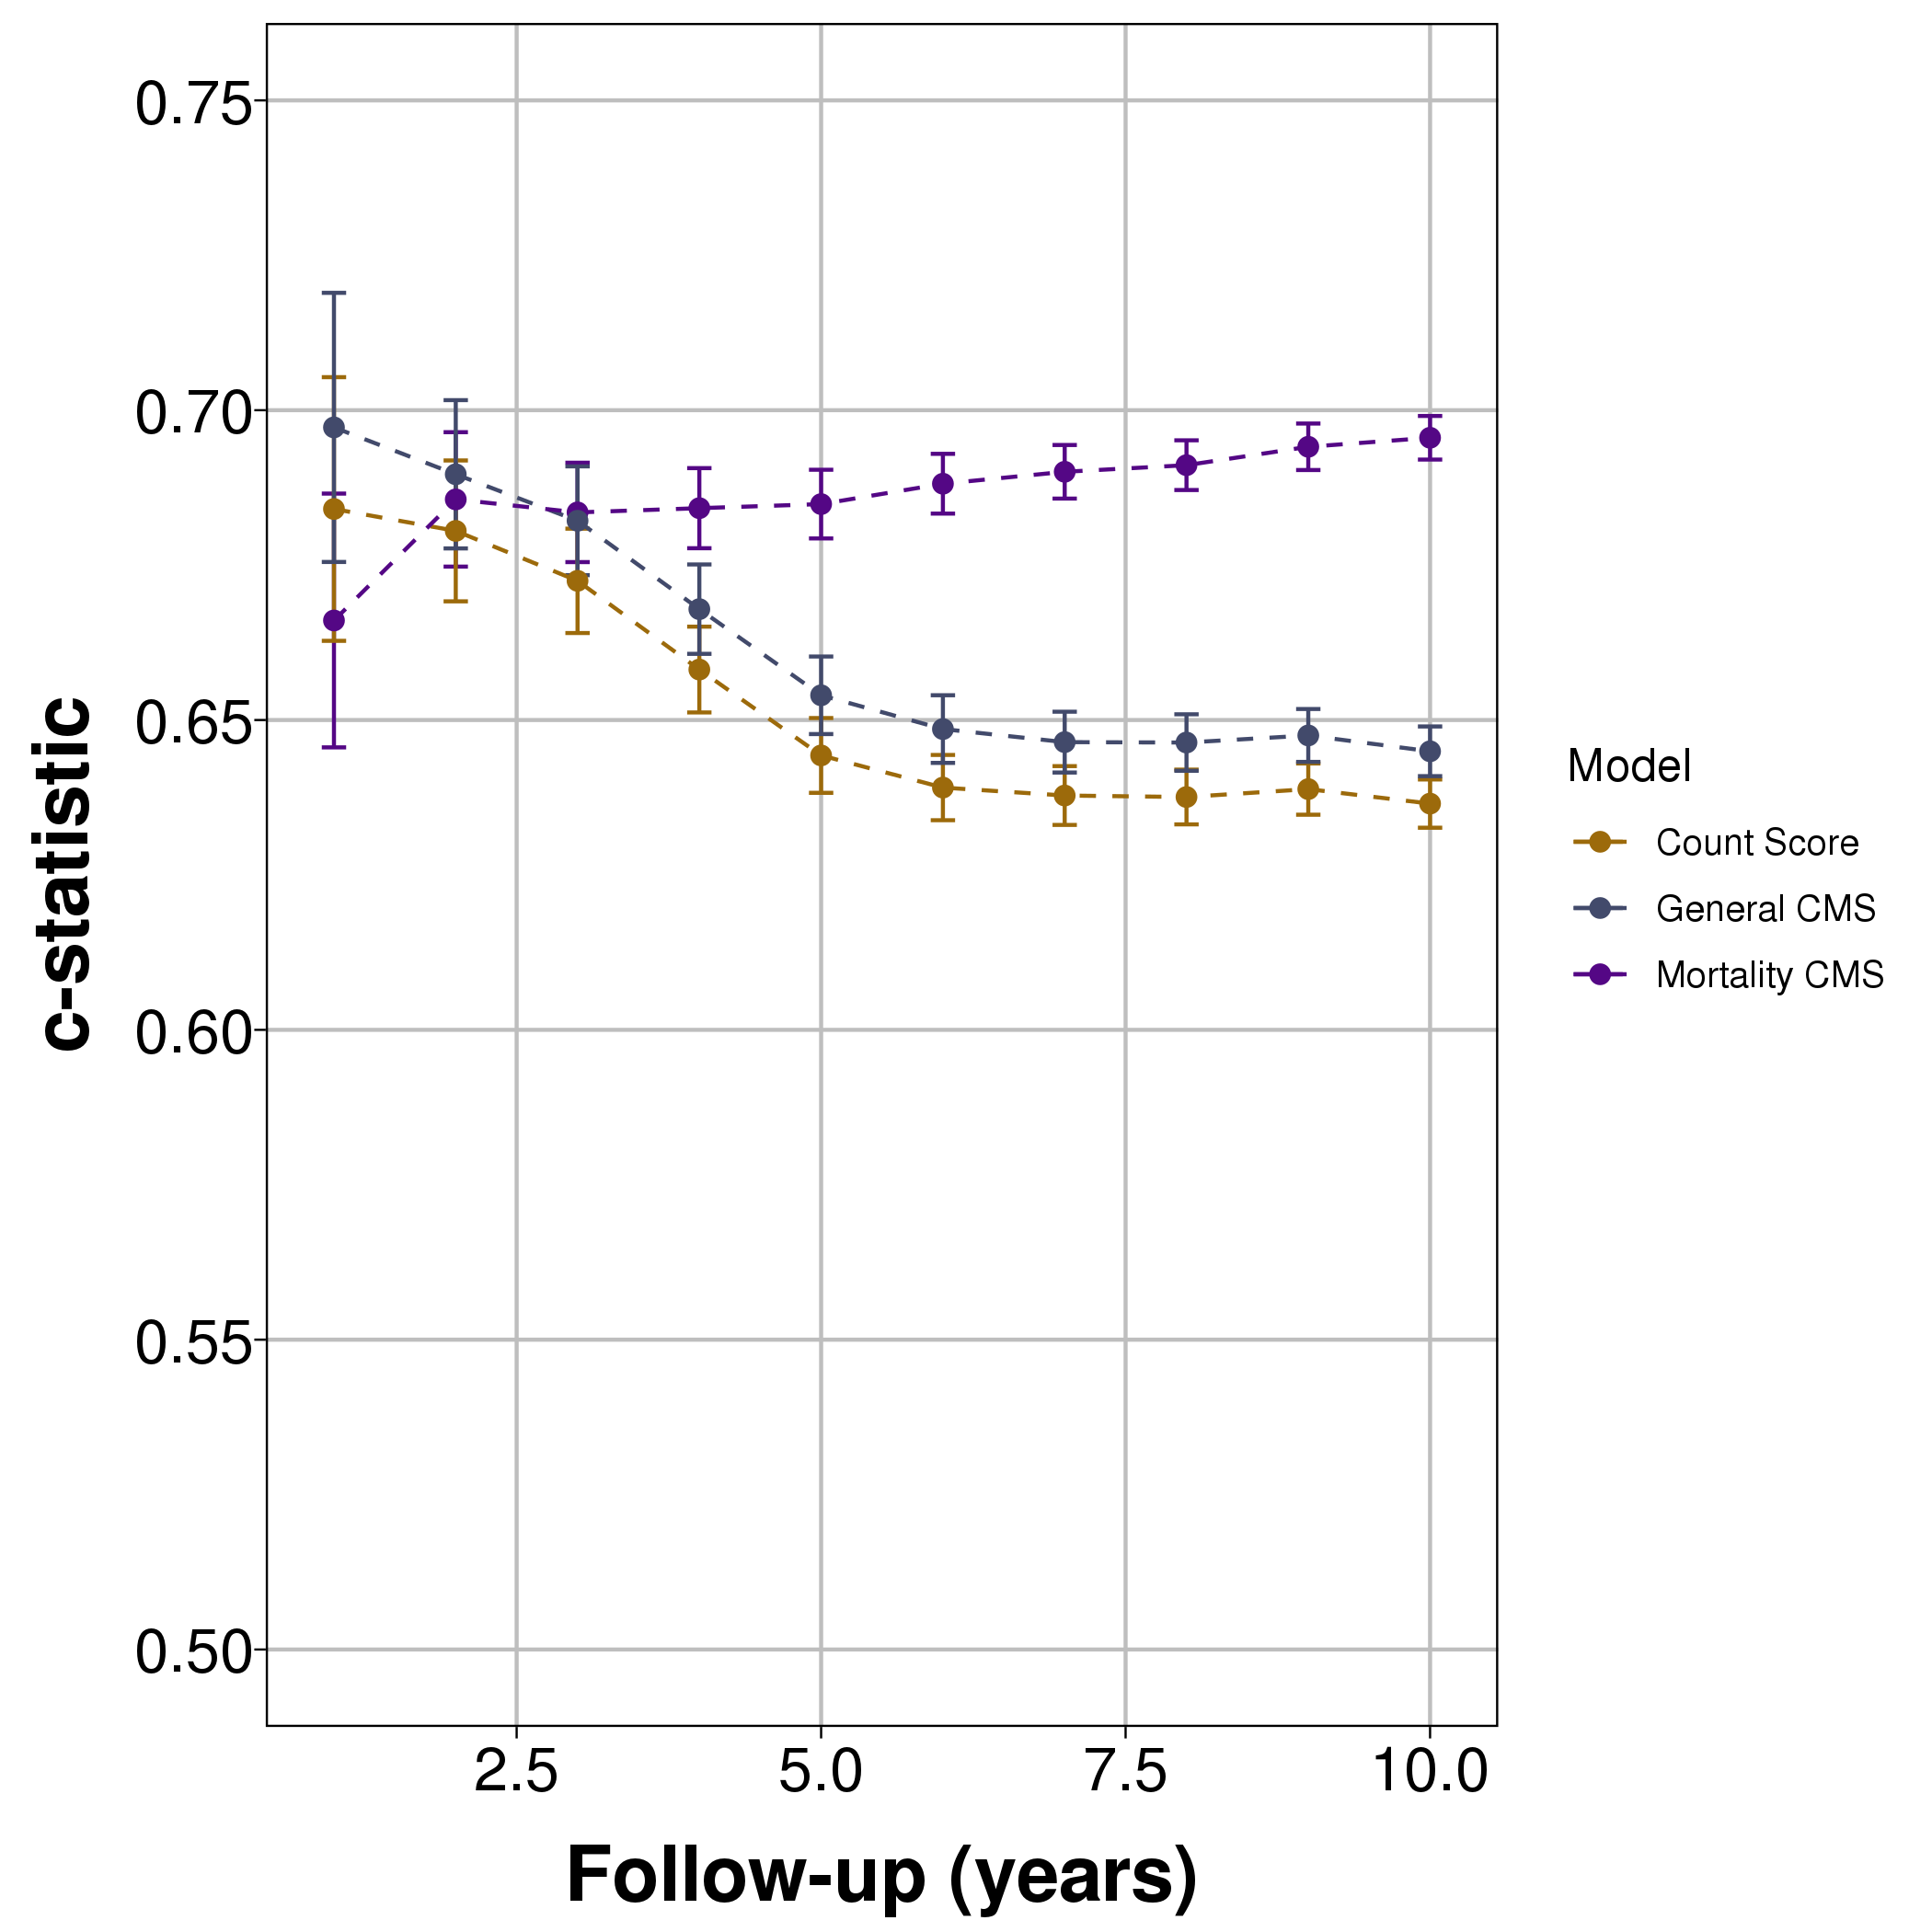 0.75
0.70
0.65
0.60
0.55
0.50
c-statistic
2.5 5.0 7.5 10.0
Follow-up (years)
Model
Count Score
General CMS
Mortality CMS